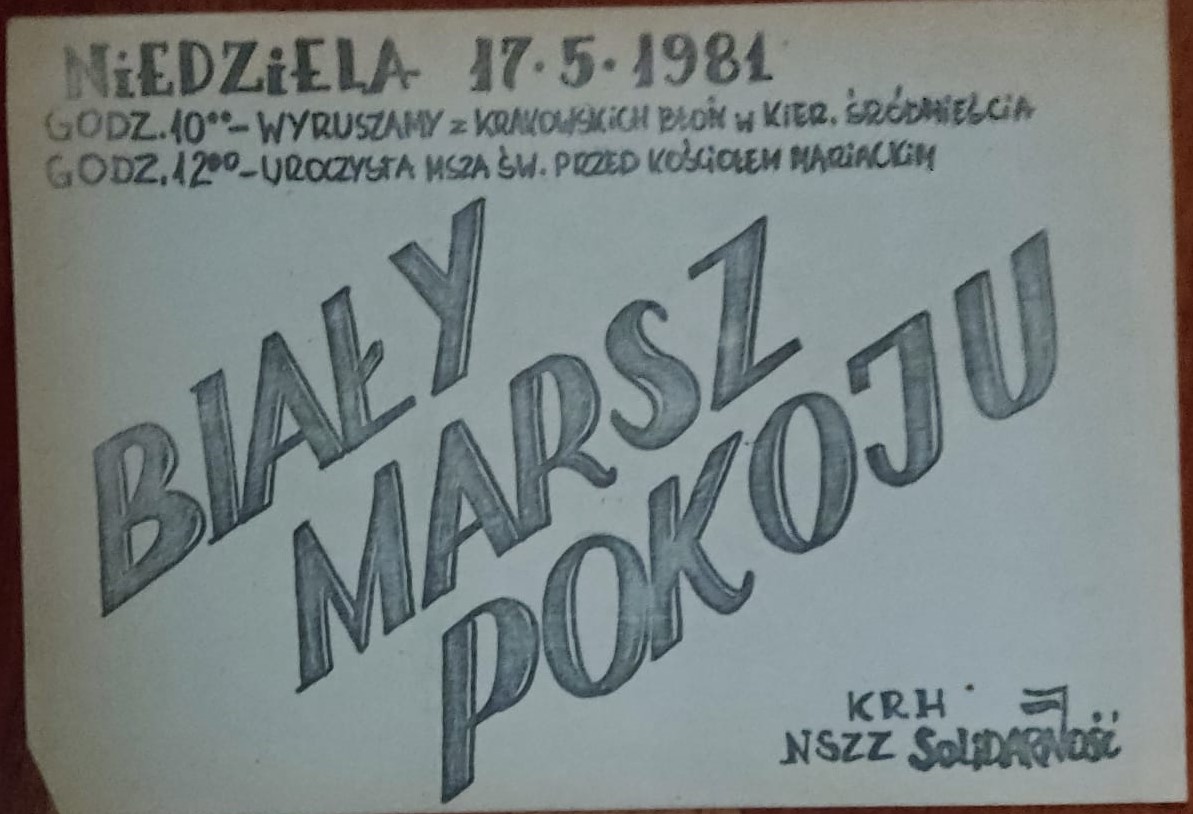 NiEDZiELA 17.5.1981
GODZ.10⁰⁰–WYRUSZAMY z KRAKOWSKiCH BŁOŃ w KiER. ŚRÓDMIEŚCiA
GODZ.12⁰⁰–UROCZYSTA MSZA ŚW. PRZED KOŚCiOŁEM MARiACKiM
BIAŁY
MARSZ
POKOJU
KRH
NSZZ SOLiDARNOŚĆ